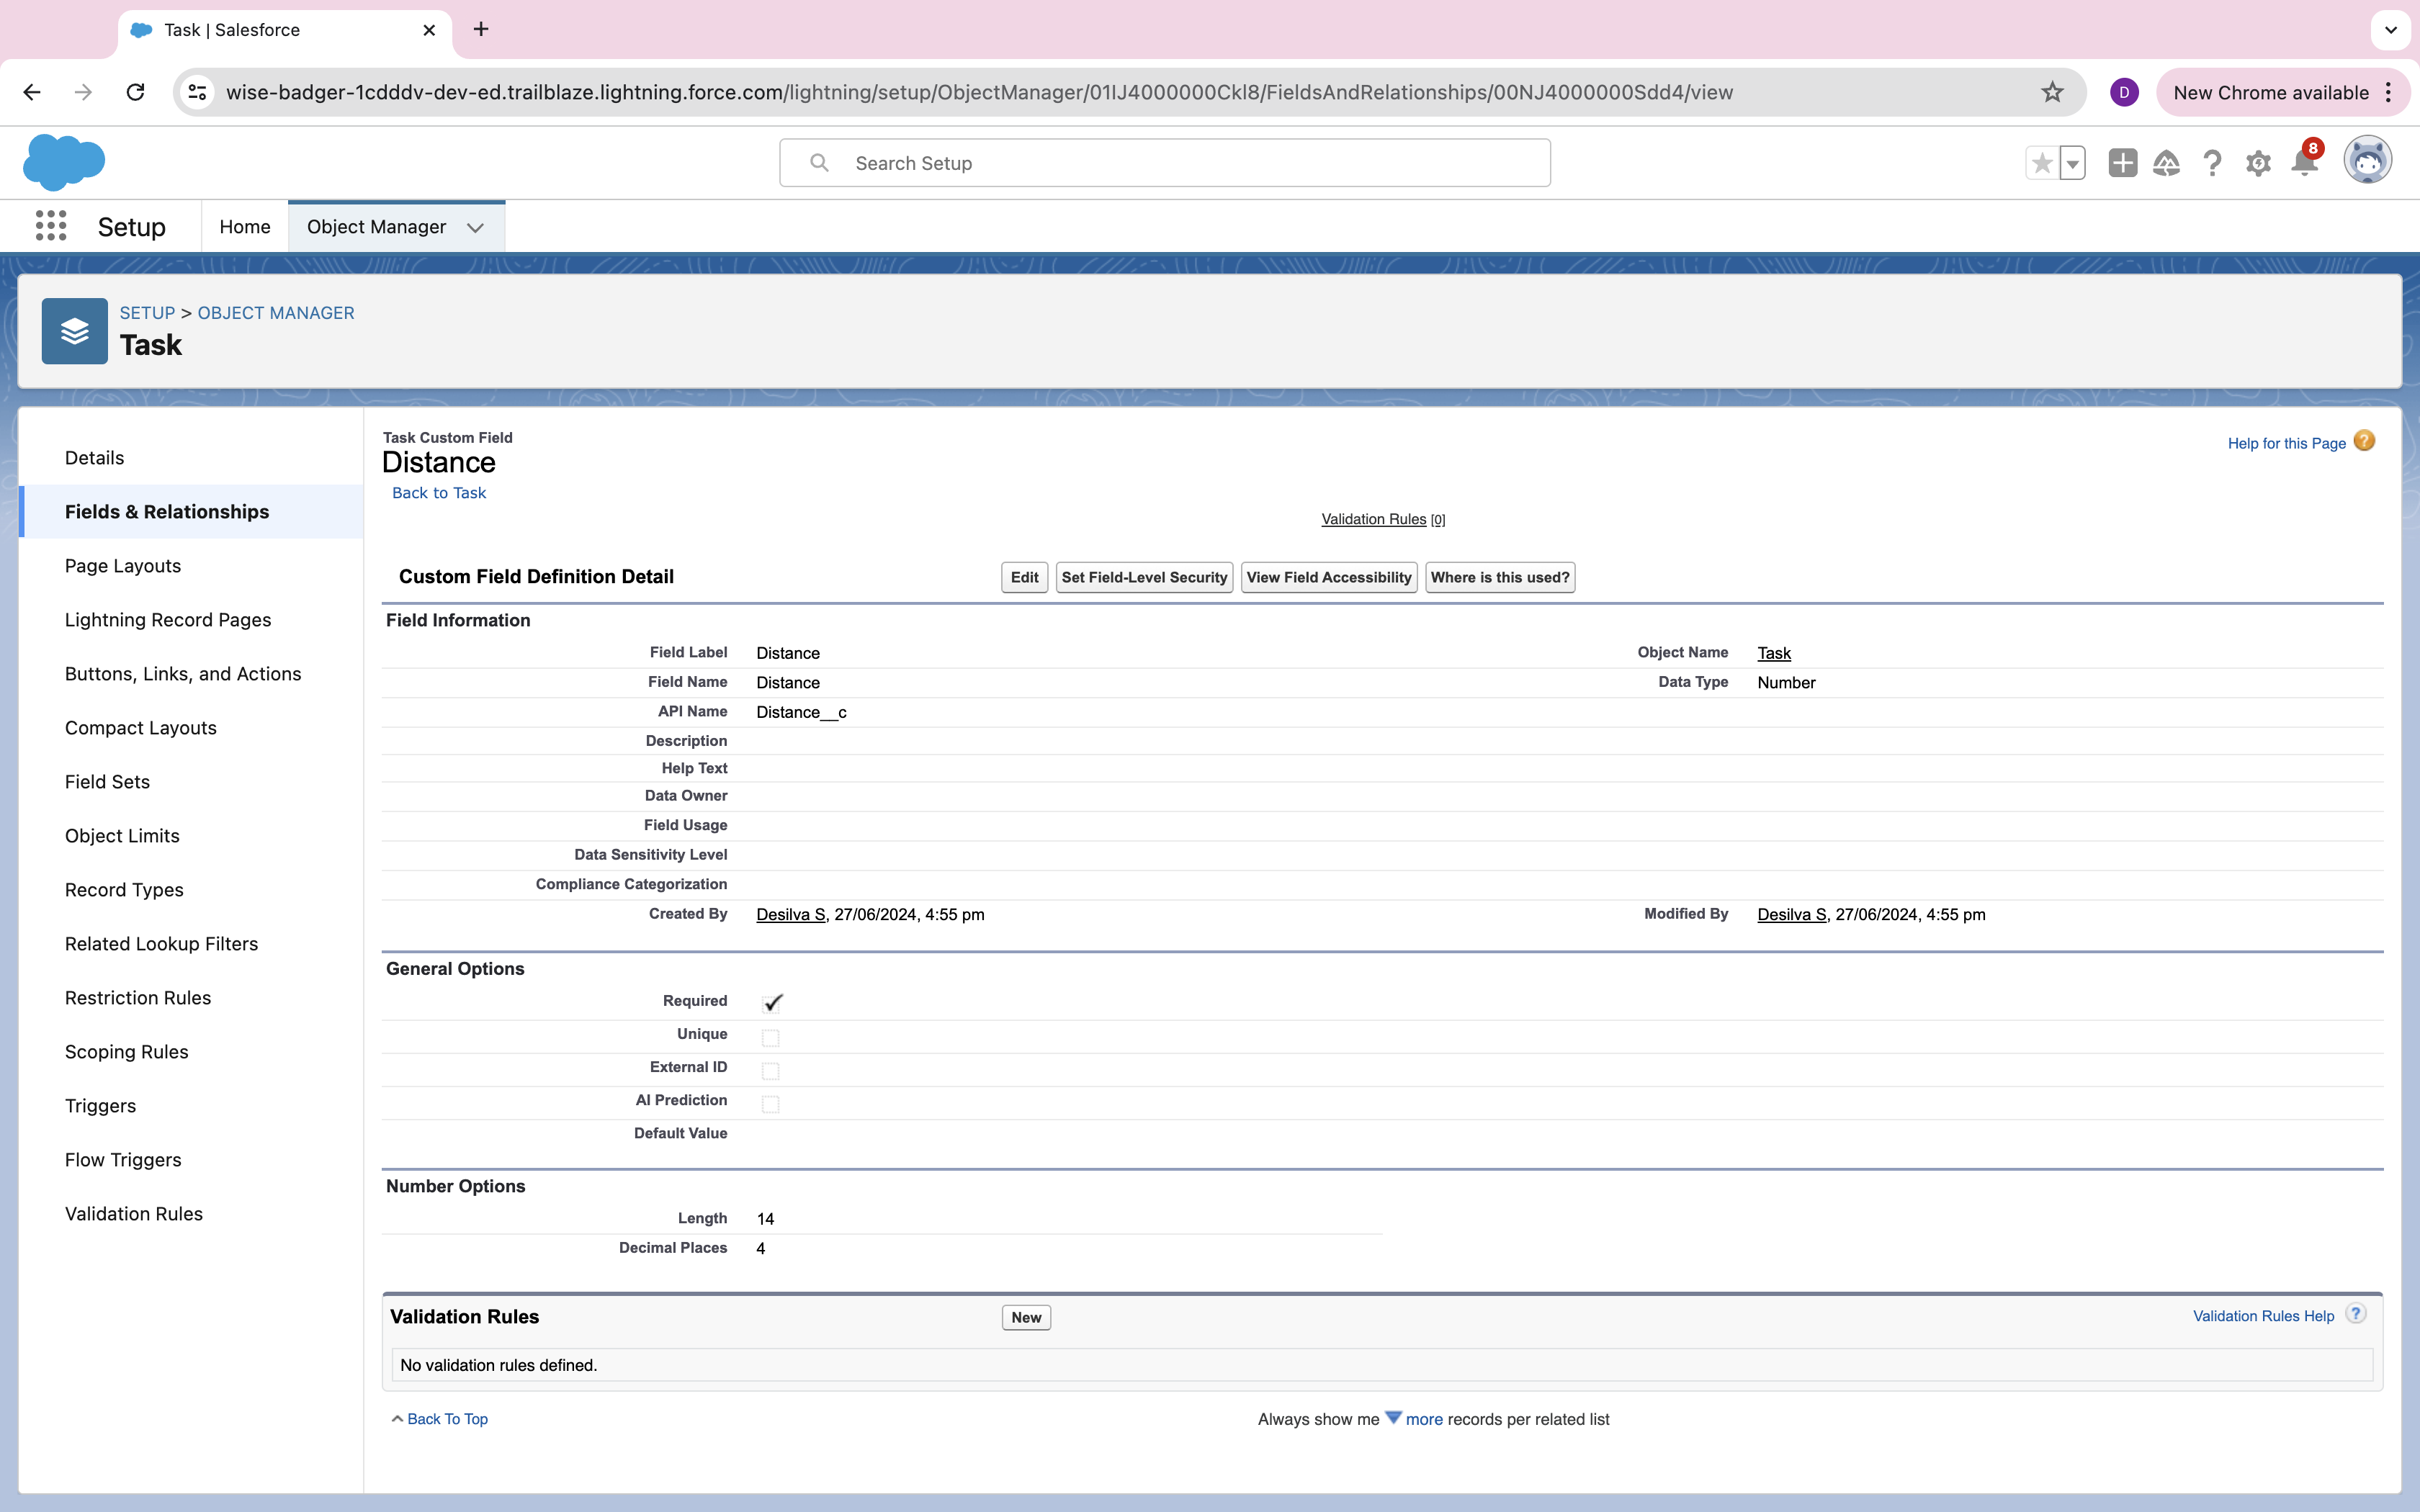 Task | Salesforce
wise-badger-1cdddv-dev-ed.trailblaze.lightning.force.com/lightning/setup/ObjectManager/01IJ4000000Ckl8/FieldsAndRelationships/00NJ4000000Sdd4/view
D
New Chrome available
Search Setup
8
Setup
Home
Object Manager
SETUP > OBJECT MANAGER
Task
Details
Fields & Relationships
Page Layouts
Lightning Record Pages
Buttons, Links, and Actions
Compact Layouts
Field Sets
Object Limits
Record Types
Related Lookup Filters
Restriction Rules
Scoping Rules
Triggers
Flow Triggers
Validation Rules
Task Custom Field
Distance
Back to Task
Help for this Page ?
Validation Rules [0]
Custom Field Definition Detail
Edit
Set Field-Level Security
View Field Accessibility
Where is this used?
Field Information
Field Label Distance Object Name Task
Field Name Distance Data Type Number
API Name Distance__c
Description
Help Text
Data Owner
Field Usage
Data Sensitivity Level
Compliance Categorization
Created By Desilva S, 27/06/2024, 4:55 pm Modified By Desilva S, 27/06/2024, 4:55 pm
General Options
Required
Unique
External ID
AI Prediction
Default Value
Number Options
Length 14
Decimal Places 4
Validation Rules
New
Validation Rules Help ?
No validation rules defined.
Back To Top
Always show me more records per related list